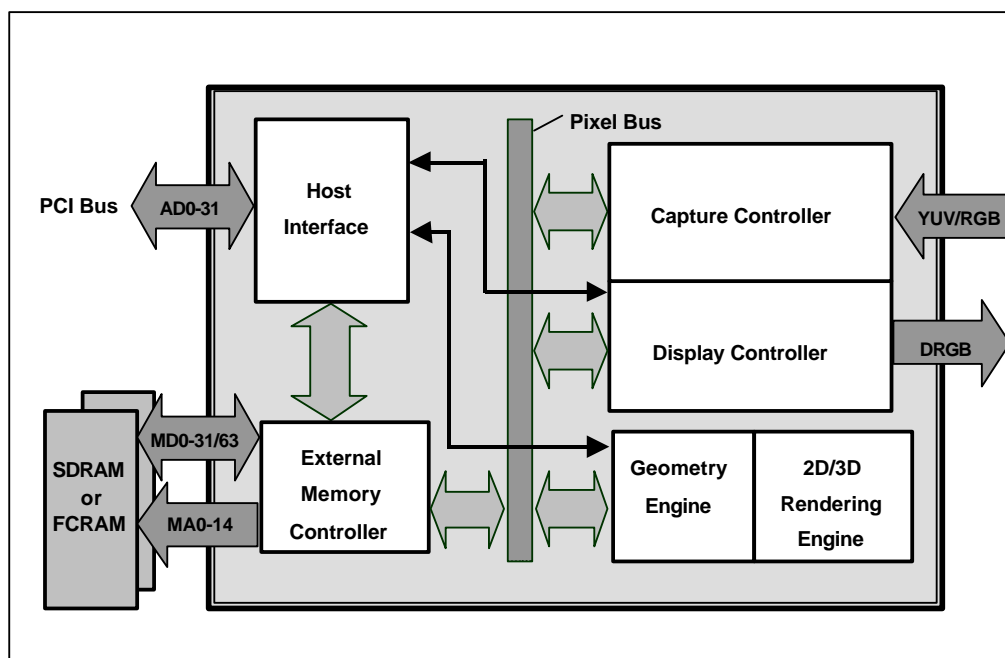 Pixel Bus
Host
Interface
PCI Bus
AD0-31
Capture Controller
YUV/RGB
Display Controller
DRGB
MD0-31/63
SDRAM
or
FCRAM
MA0-14
External
Memory
Controller
Geometry
Engine
2D/3D
Rendering
Engine